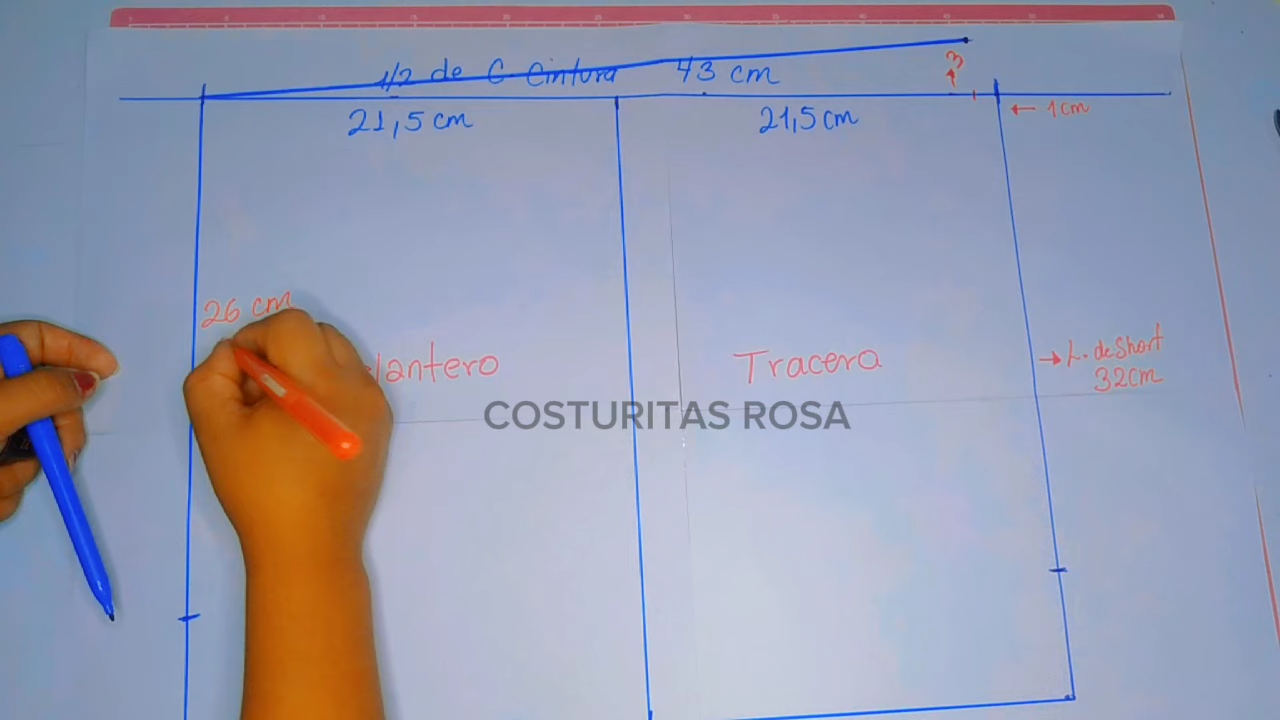 1/2 de C Cintura 43 cm
3
21,5 cm
21,5 cm
← 1cm
26 cm
lantero
Tracera
→ L. de Short
32cm
COSTURITAS ROSA